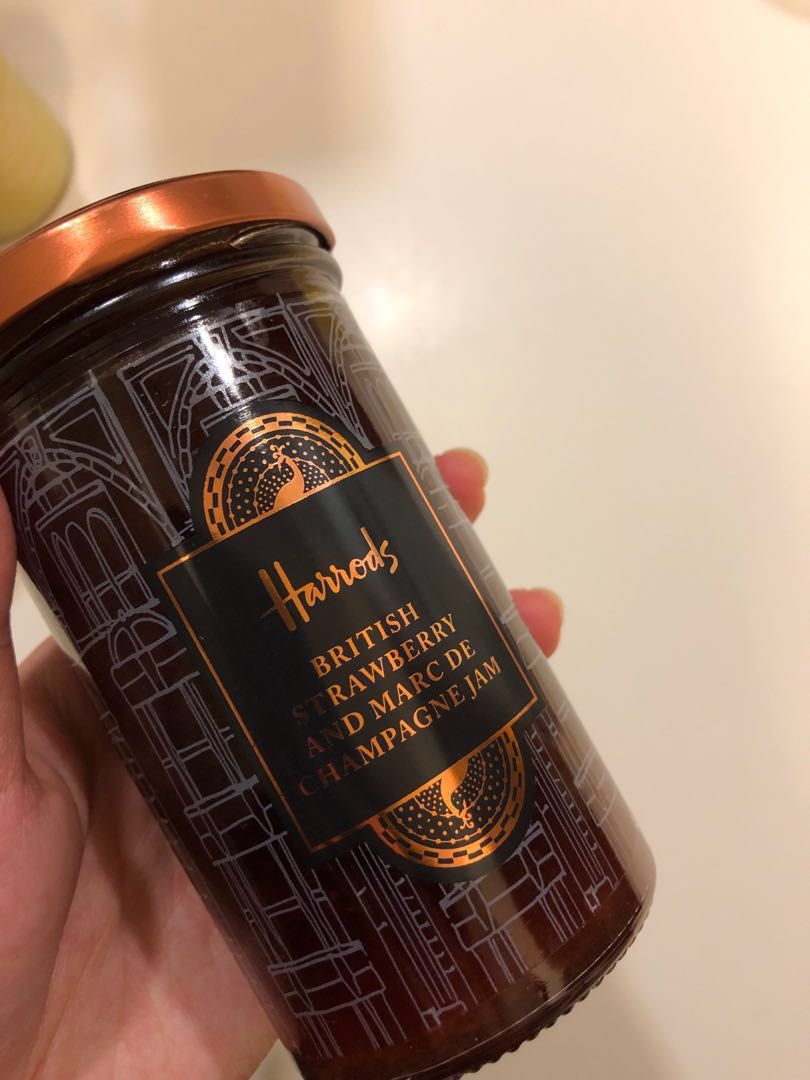 Harrods
BRITISH
STRAWBERRY
AND MARC DE
CHAMPAGNE JAM